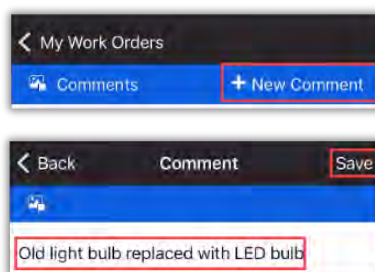 My Work Orders
Comments + New Comment
Back Comment Save
Old light bulb replaced with LED bulb